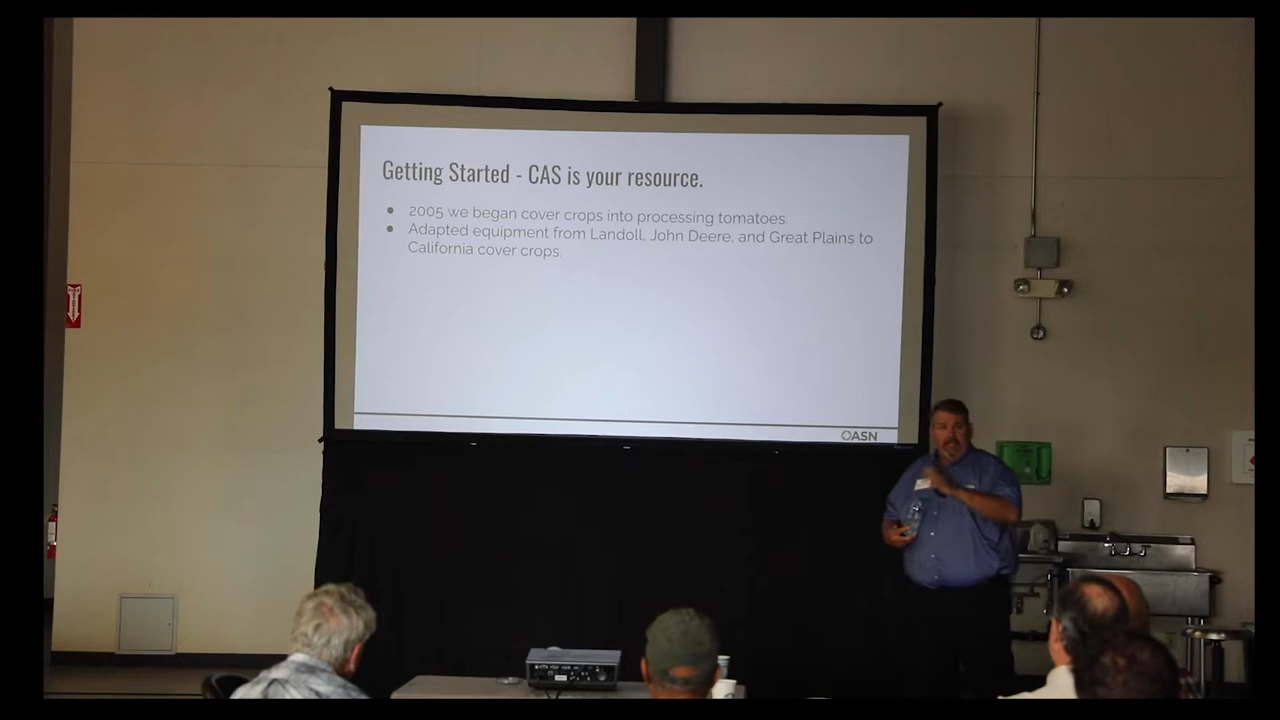 Getting Started - CAS is your resource.
2005 we began cover crops into processing tomatoes.
Adapted equipment from Landoll, John Deere, and Great Plains to
California cover crops.
OASN